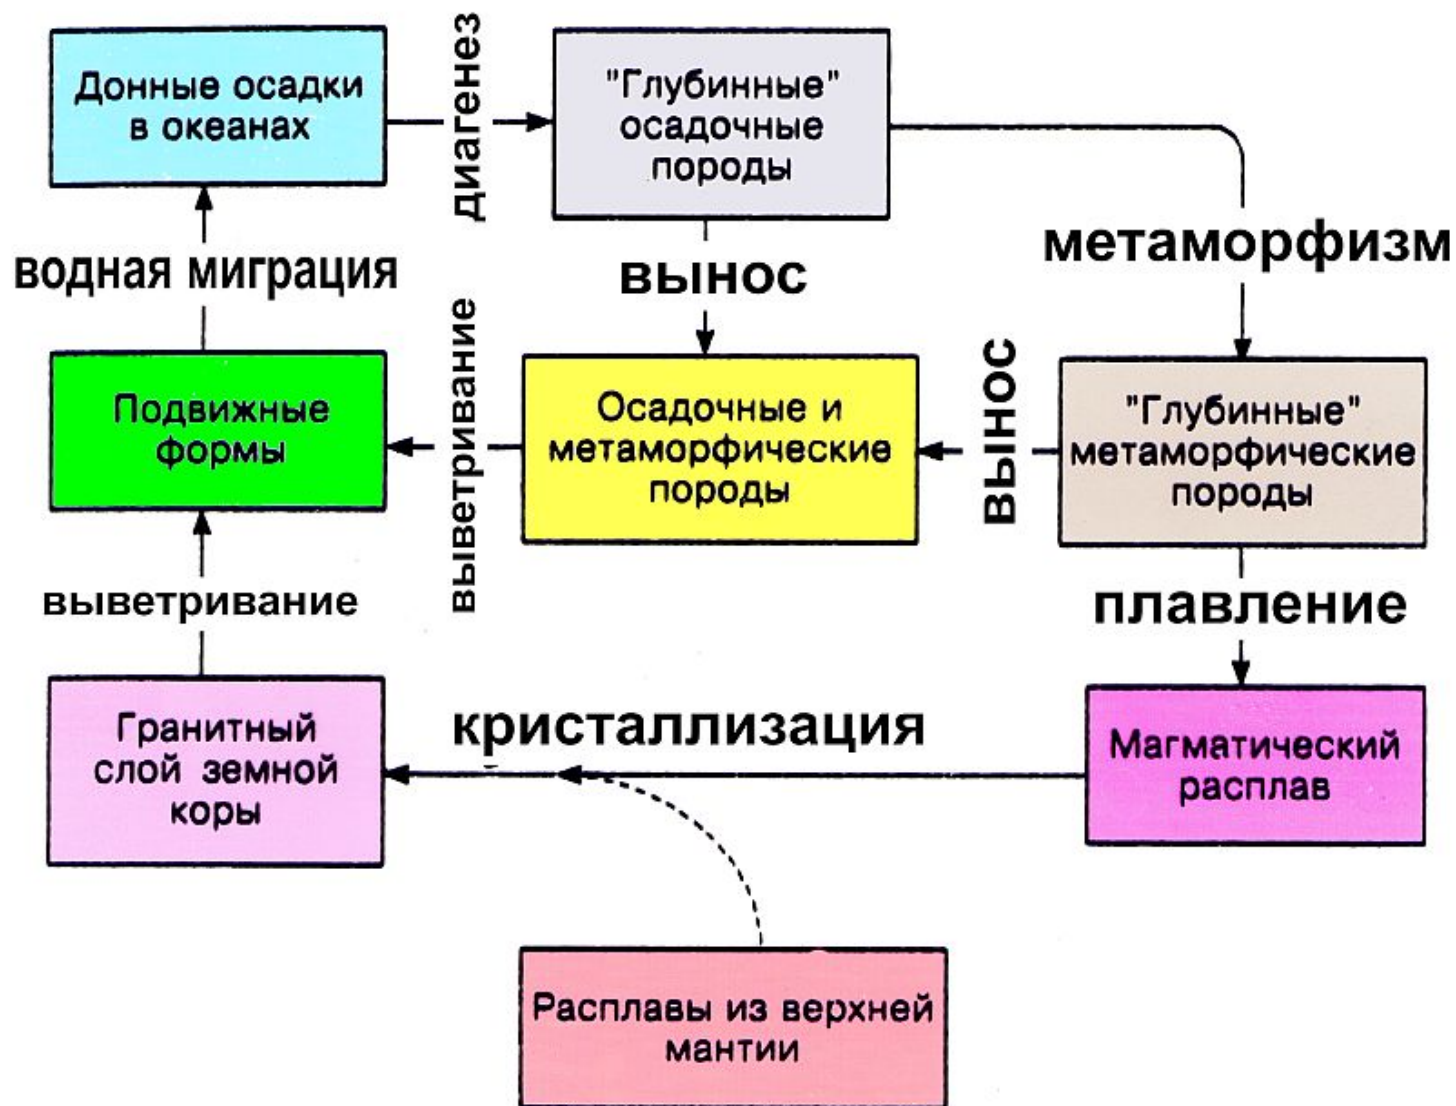 Донные осадки
в океанах
диагенез
"Глубинные"
осадочные
породы
водная миграция
вынос
метаморфизм
Подвижные
формы
выветривание
Осадочные и
метаморфические
породы
вынос
"Глубинные"
метаморфические
породы
выветривание
плавление
Гранитный
слой земной
коры
кристаллизация
Магматический
расплав
Расплавы из верхней
мантии